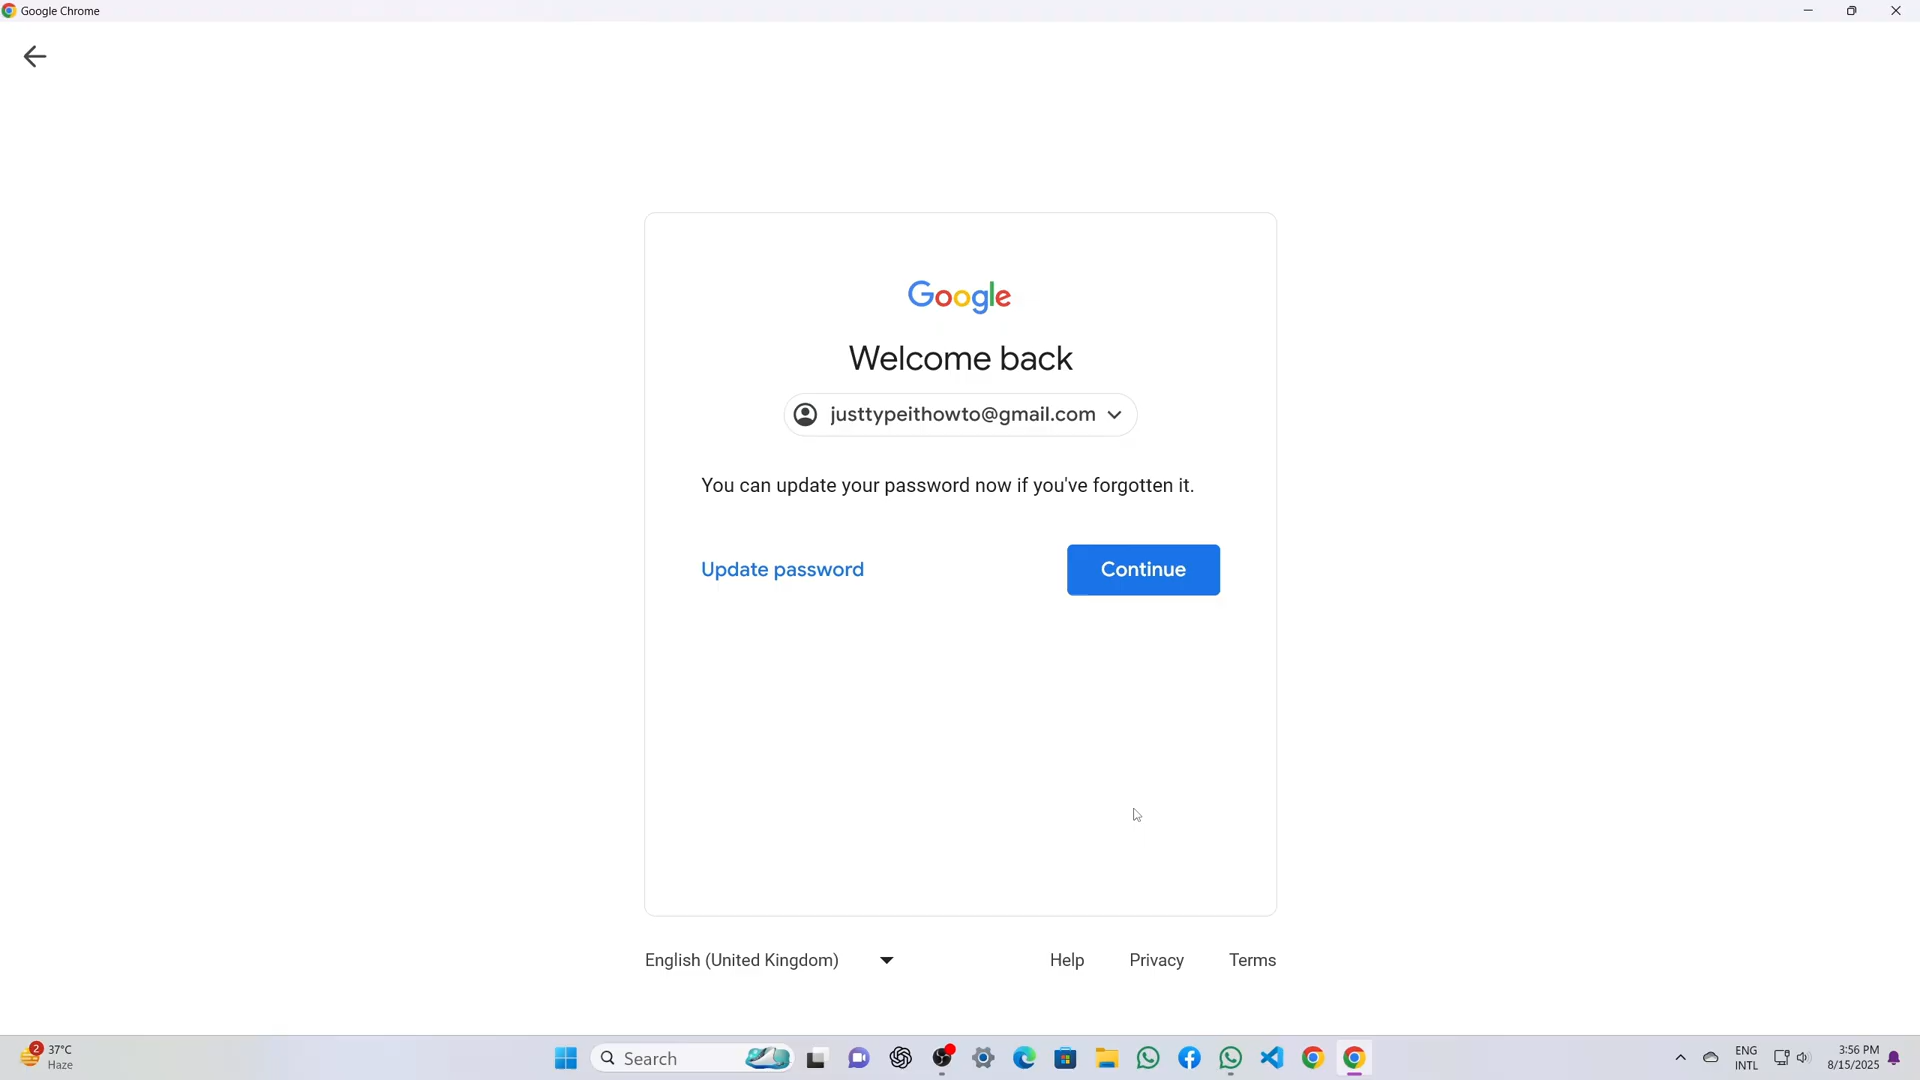 Google Chrome
Google
Welcome back
justtypeithowto@gmail.com
You can update your password now if you've forgotten it.
Update password
Continue
English (United Kingdom)
Help
Privacy
Terms
2
37°C
Haze
Search
ENG
INTL
3:56 PM
8/15/2025